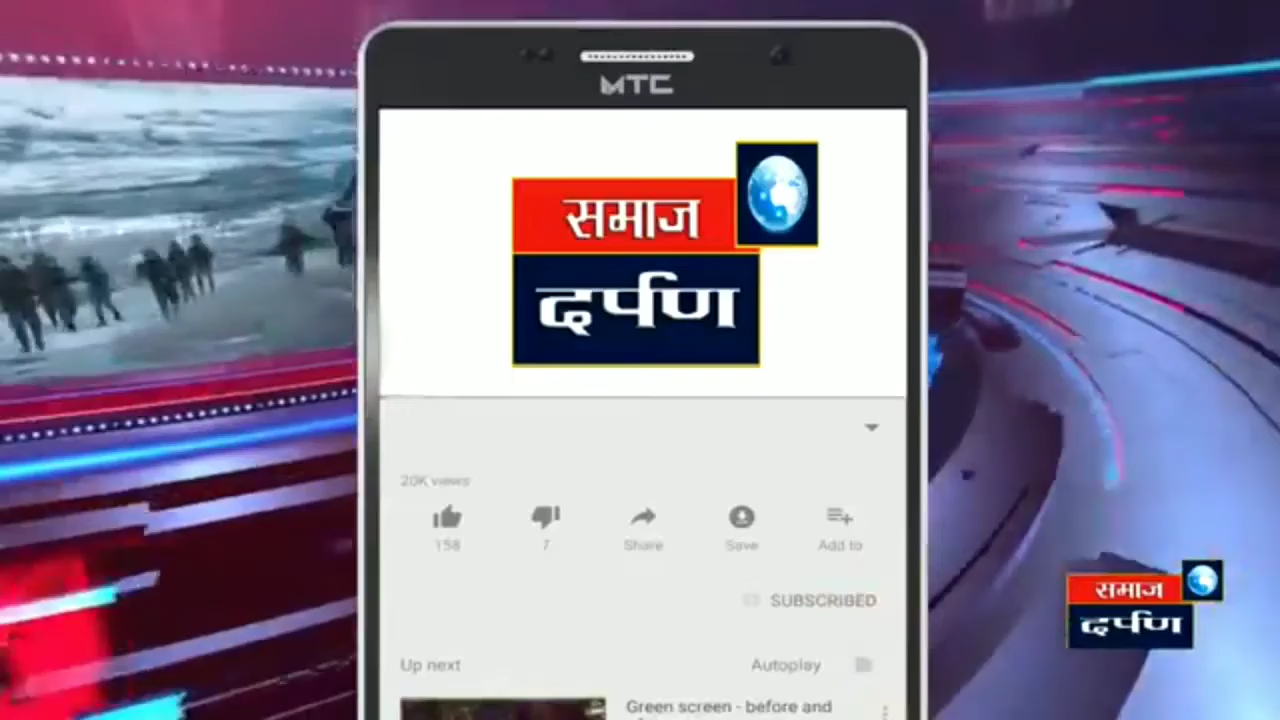 MTC
समाज
दर्पण
20K views
158
7
Share
Save
Add to
SUBSCRIBED
Up next
Autoplay
Green screen - before and
समाज
दर्पण